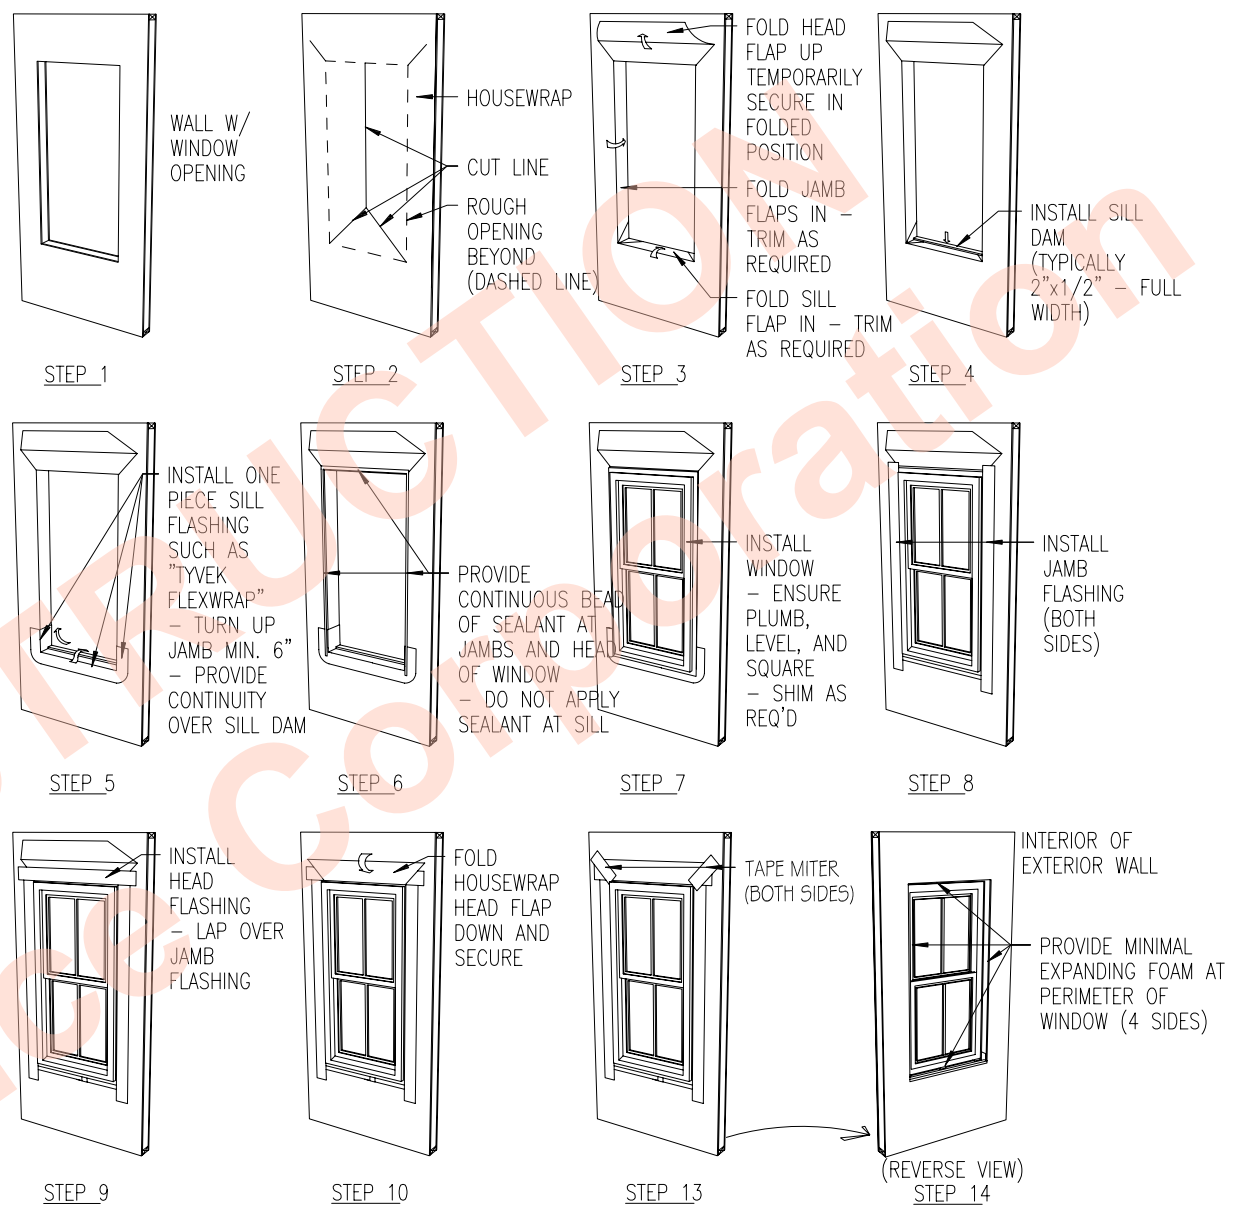 WALL W/
WINDOW
OPENING
STEP 1
HOUSEWRAP
CUT LINE
ROUGH
OPENING
BEYOND
(DASHED LINE)
STEP 2
FOLD HEAD
FLAP UP
TEMPORARILY
SECURE IN
FOLDED
POSITION
FOLD JAMB
FLAPS IN –
TRIM AS
REQUIRED
FOLD SILL
FLAP IN – TRIM
AS REQUIRED
STEP 3
INSTALL SILL
DAM
(TYPICALLY
2"x1/2" – FULL
WIDTH)
STEP 4
INSTALL ONE
PIECE SILL
FLASHING
SUCH AS
"TYVEK
FLEXWRAP"
– TURN UP
JAMB MIN. 6"
– PROVIDE
CONTINUITY
OVER SILL DAM
STEP 5
PROVIDE
CONTINUOUS BEAD
OF SEALANT AT
JAMBS AND HEAD
OF WINDOW
– DO NOT APPLY
SEALANT AT SILL
STEP 6
INSTALL
WINDOW
– ENSURE
PLUMB,
LEVEL, AND
SQUARE
– SHIM AS
REQ'D
STEP 7
INSTALL
JAMB
FLASHING
(BOTH
SIDES)
STEP 8
INSTALL
HEAD
FLASHING
– LAP OVER
JAMB
FLASHING
STEP 9
FOLD
HOUSEWRAP
HEAD FLAP
DOWN AND
SECURE
STEP 10
TAPE MITER
(BOTH SIDES)
STEP 13
INTERIOR OF
EXTERIOR WALL
PROVIDE MINIMAL
EXPANDING FOAM AT
PERIMETER OF
WINDOW (4 SIDES)
(REVERSE VIEW)
STEP 14
TRUCTION
ce Corporation